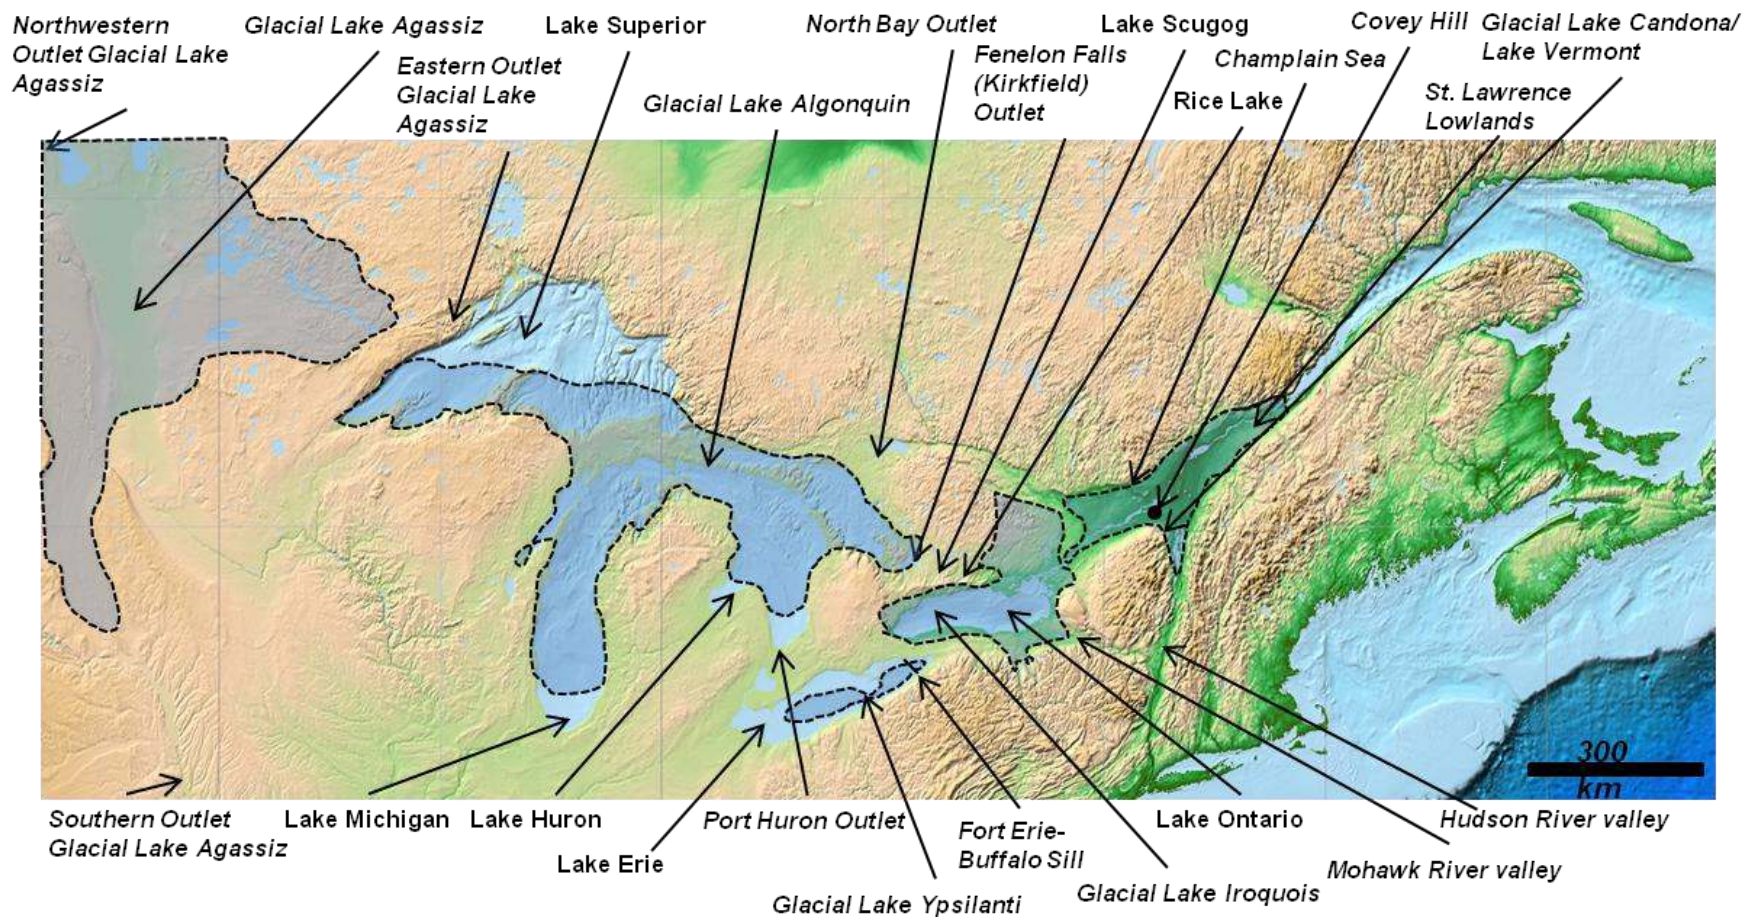 Northwestern
Outlet Glacial Lake
Agassiz
Glacial Lake Agassiz
Eastern Outlet
Glacial Lake
Agassiz
Lake Superior
Glacial Lake Algonquin
North Bay Outlet
Fenelon Falls
(Kirkfield)
Outlet
Lake Scugog
Rice Lake
Champlain Sea
Covey Hill
Glacial Lake Candona/
Lake Vermont
St. Lawrence
Lowlands
300
km
Southern Outlet
Glacial Lake Agassiz
Lake Michigan
Lake Huron
Lake Erie
Port Huron Outlet
Glacial Lake Ypsilanti
Fort Erie-
Buffalo Sill
Glacial Lake Iroquois
Lake Ontario
Mohawk River valley
Hudson River valley